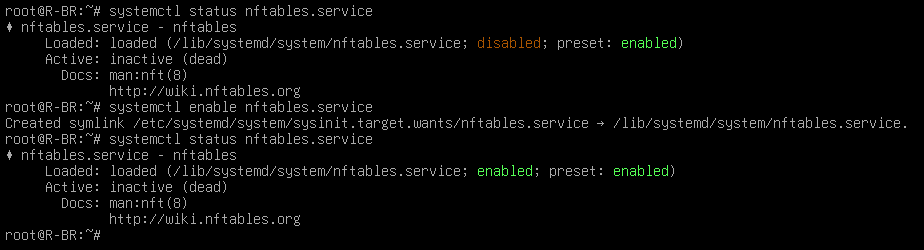 root@R-BR:~# systemctl status nftables.service
♦ nftables.service - nftables
     Loaded: loaded (/lib/systemd/system/nftables.service; disabled; preset: enabled)
     Active: inactive (dead)
       Docs: man:nft(8)
             http://wiki.nftables.org
root@R-BR:~# systemctl enable nftables.service
Created symlink /etc/systemd/system/sysinit.target.wants/nftables.service → /lib/systemd/system/nftables.service.
root@R-BR:~# systemctl status nftables.service
♦ nftables.service - nftables
     Loaded: loaded (/lib/systemd/system/nftables.service; enabled; preset: enabled)
     Active: inactive (dead)
       Docs: man:nft(8)
             http://wiki.nftables.org
root@R-BR:~#